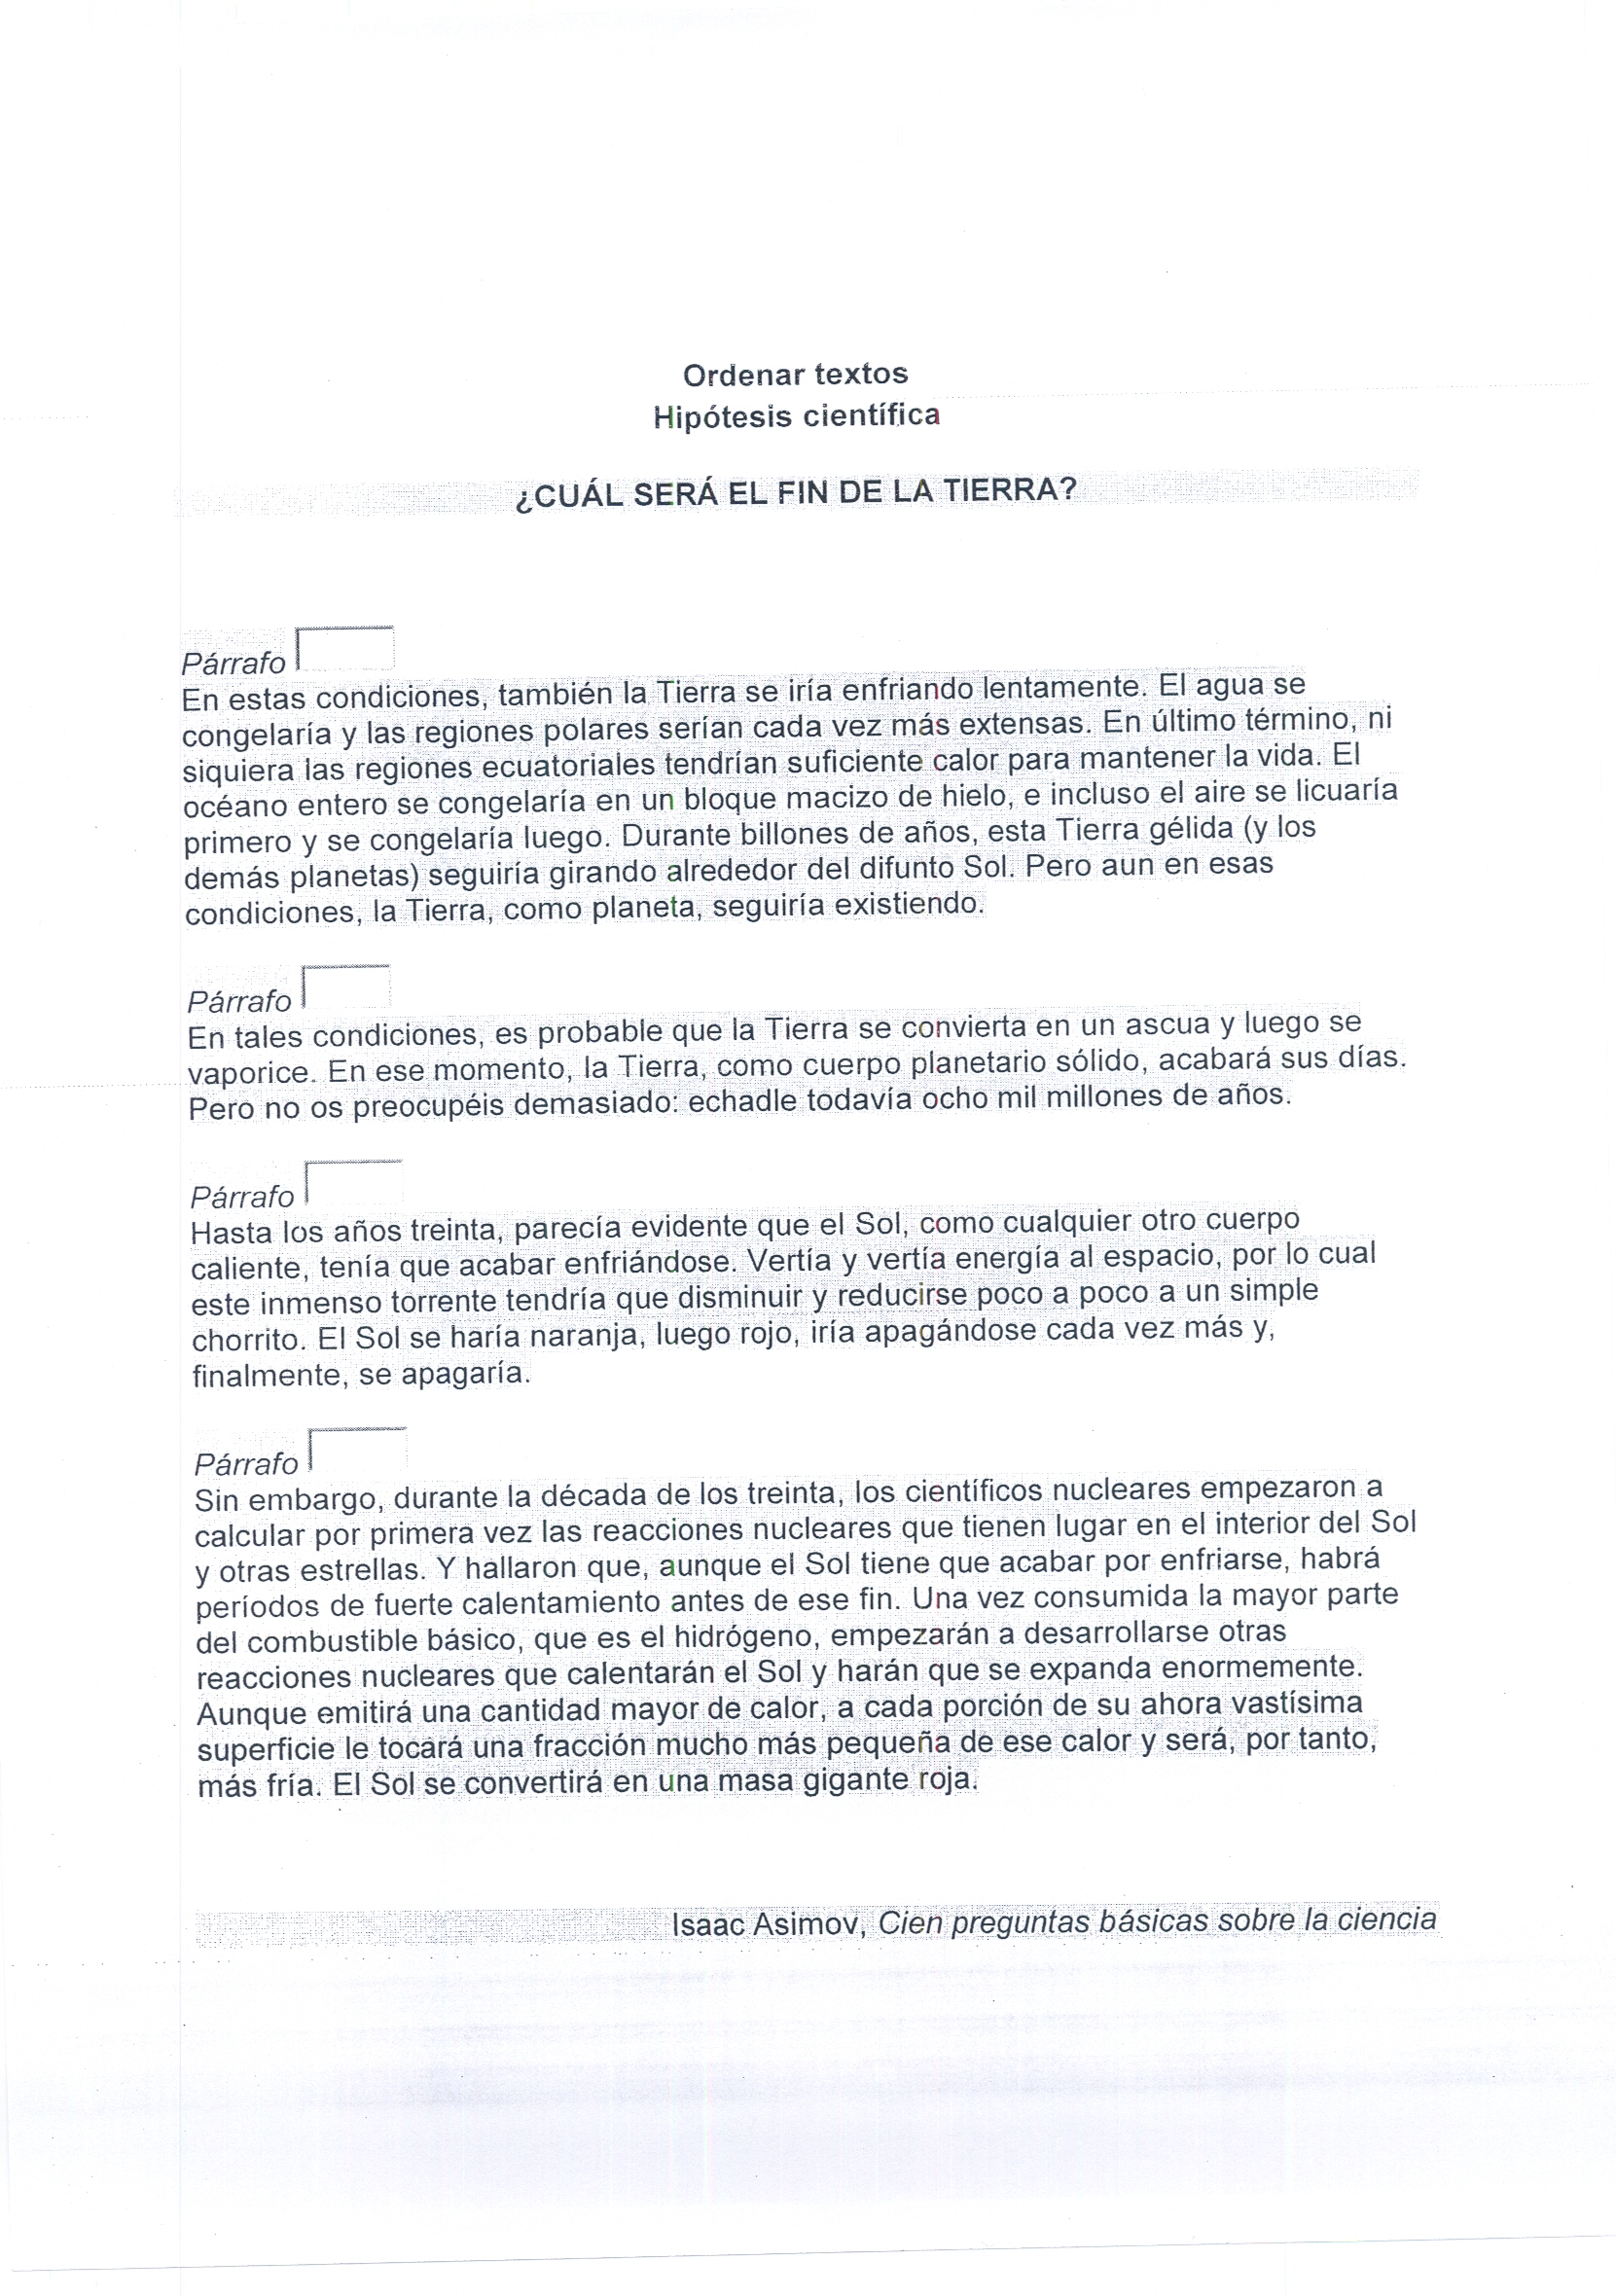 Ordenar textos
Hipótesis científica
¿CUÁL SERÁ EL FIN DE LA TIERRA?
Párrafo
En estas condiciones, también la Tierra se iría enfriando lentamente. El agua se
congelaría y las regiones polares serían cada vez más extensas. En último término, ni
siquiera las regiones ecuatoriales tendrían suficiente calor para mantener la vida. El
océano entero se congelaría en un bloque macizo de hielo, e incluso el aire se licuaría
primero y se congelaría luego. Durante billones de años, esta Tierra gélida (y los
demás planetas) seguiría girando alrededor del difunto Sol. Pero aun en esas
condiciones, la Tierra, como planeta, seguiría existiendo.
Párrafo
En tales condiciones, es probable que la Tierra se convierta en un ascua y luego se
vaporice. En ese momento, la Tierra, como cuerpo planetario sólido, acabará sus días.
Pero no os preocupéis demasiado: echadle todavía ocho mil millones de años.
Párrafo
Hasta los años treinta, parecía evidente que el Sol, como cualquier otro cuerpo
caliente, tenía que acabar enfriándose. Vertía y vertía energía al espacio, por lo cual
este inmenso torrente tendría que disminuir y reducirse poco a poco a un simple
chorrito. El Sol se haría naranja, luego rojo, iría apagándose cada vez más y,
finalmente, se apagaría.
Párrafo
Sin embargo, durante la década de los treinta, los científicos nucleares empezaron a
calcular por primera vez las reacciones nucleares que tienen lugar en el interior del Sol
y otras estrellas. Y hallaron que, aunque el Sol tiene que acabar por enfriarse, habrá
períodos de fuerte calentamiento antes de ese fin. Una vez consumida la mayor parte
del combustible básico, que es el hidrógeno, empezarán a desarrollarse otras
reacciones nucleares que calentarán el Sol y harán que se expanda enormemente.
Aunque emitirá una cantidad mayor de calor, a cada porción de su ahora vastísima
superficie le tocará una fracción mucho más pequeña de ese calor y será, por tanto,
más fría. El Sol se convertirá en una masa gigante roja.
Isaac Asimov, Cien preguntas básicas sobre la ciencia